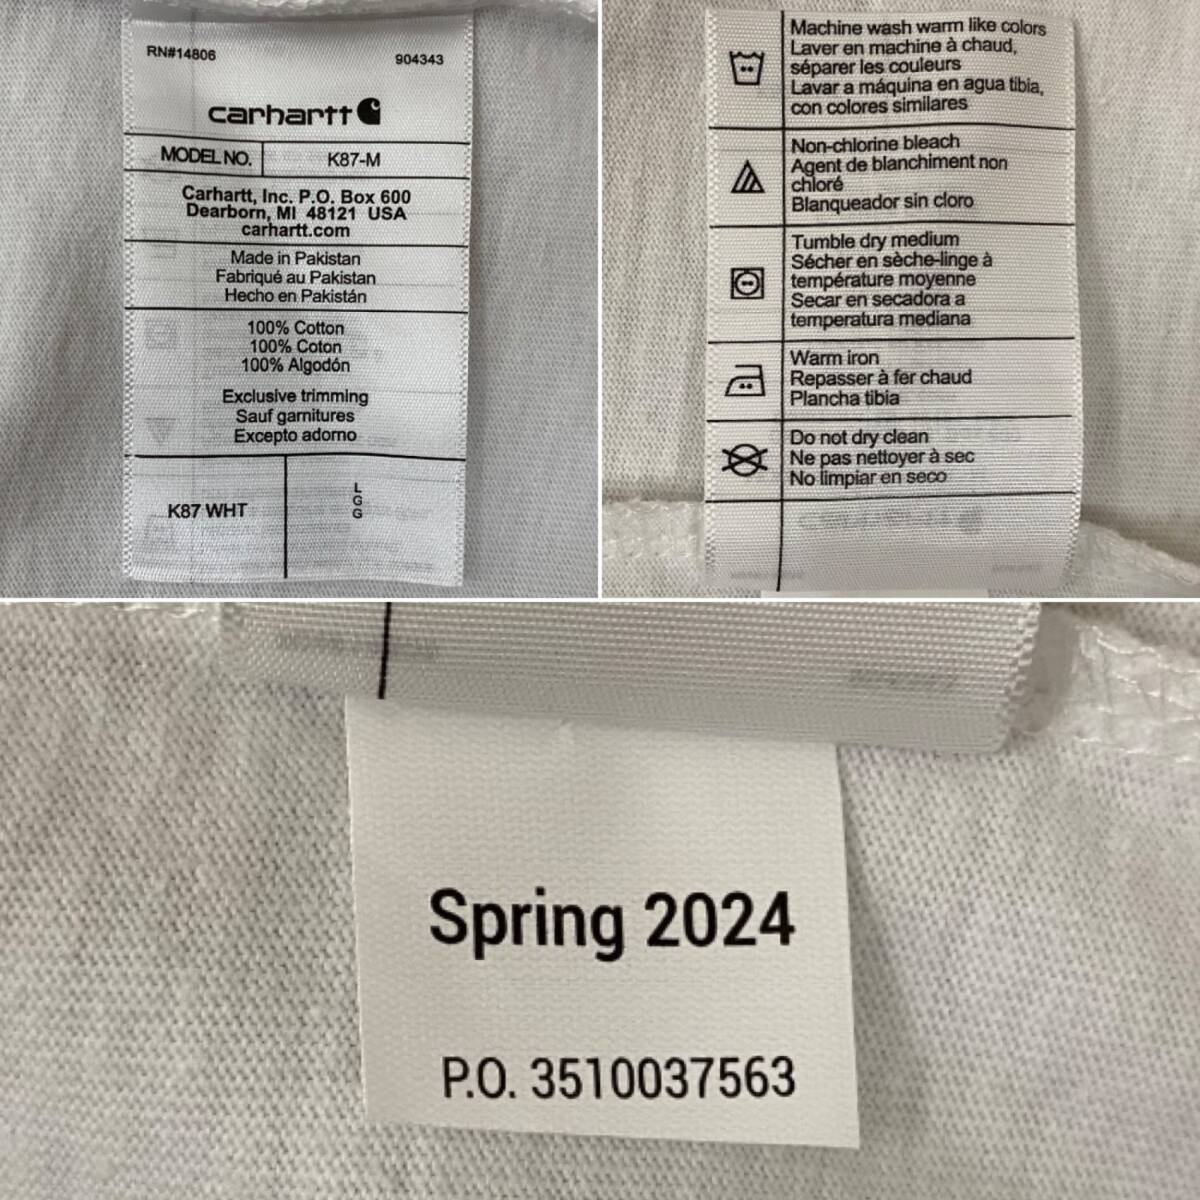 RN#14806
904343
carhartt
MODEL NO. K87-M
Carhartt, Inc. P.O. Box 600
Dearborn, MI 48121 USA
carhartt.com
Made in Pakistan
Fabriqué au Pakistan
Hecho en Pakistán
100% Cotton
100% Coton
100% Algodón
Exclusive trimming
Sauf garnitures
Excepto adorno
K87 WHT
L
G
G
Machine wash warm like colors
Laver en machine à chaud,
séparer les couleurs
Lavar a máquina en agua tibia,
con colores similares
Non-chlorine bleach
Agent de blanchiment non
chloré
Blanqueador sin cloro
Tumble dry medium
Sécher en sèche-linge à
température moyenne
Secar en secadora a
temperatura mediana
Warm iron
Repasser à fer chaud
Plancha tibia
Do not dry clean
Ne pas nettoyer à sec
No limpiar en seco
Spring 2024
P.O. 3510037563